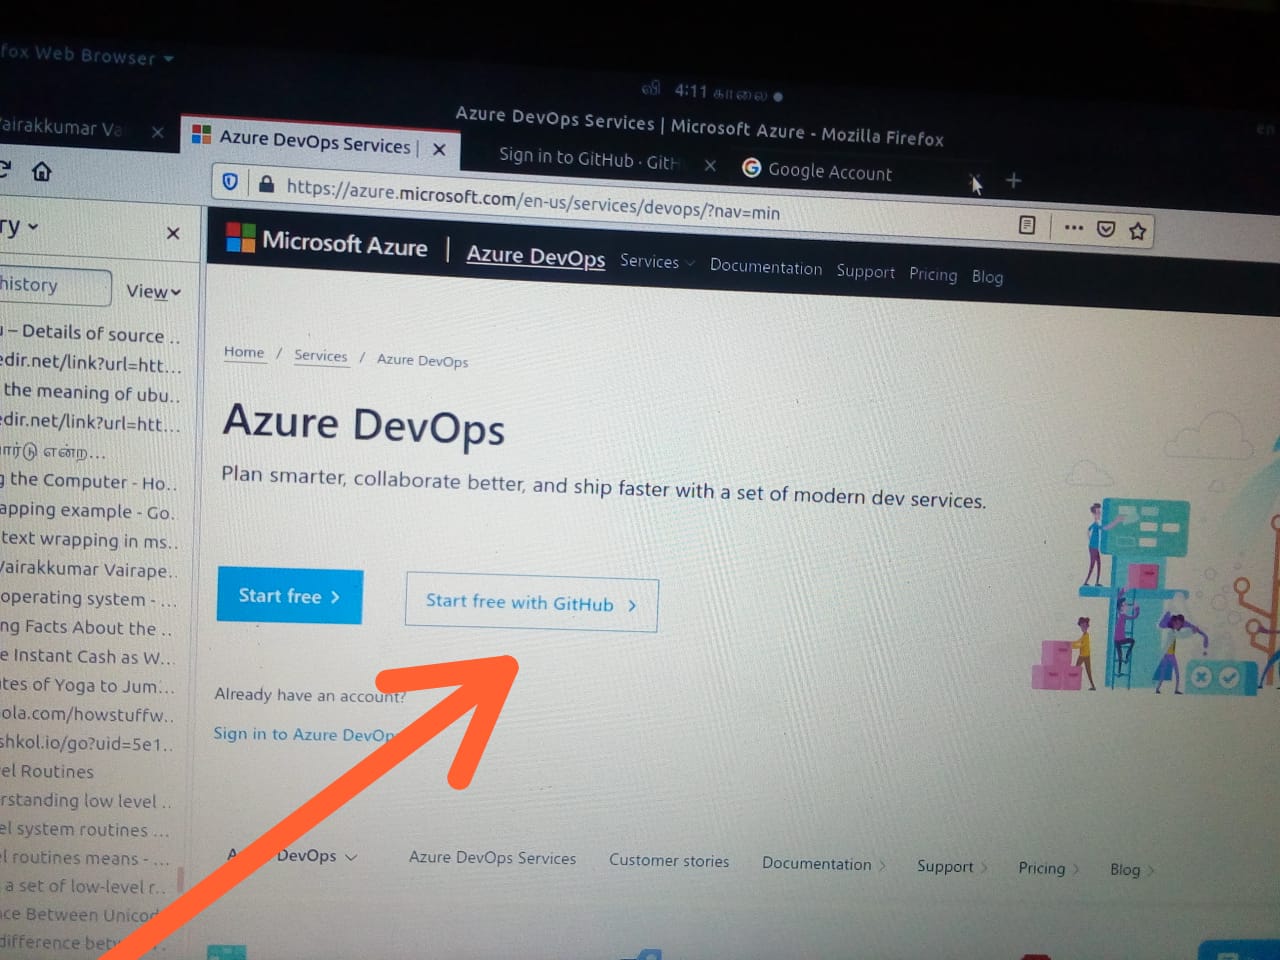 fox Web Browser
4:11
Azure DevOps Services | Microsoft Azure - Mozilla Firefox
airakkumar Va
Azure DevOps Services |
Sign in to GitHub · GitH
Google Account
https://azure.microsoft.com/en-us/services/devops/?nav=min
ry
history
View
Microsoft Azure | Azure DevOps
Services
Documentation
Support
Pricing
Blog
– Details of source ..
edir.net/link?url=htt...
the meaning of ubu..
edir.net/link?url=htt...
என்ற...
g the Computer - Ho..
apping example - Go.
text wrapping in ms..
Vairakkumar Vairape..
operating system - ...
ng Facts About the ..
e Instant Cash as W...
ates of Yoga to Jum...
ola.com/howstuffw..
shkol.io/go?uid=5e1..
el Routines
rstanding low level ..
el system routines ...
l routines means - ...
a set of low-level r..
ce Between Unicod
difference betw
Home / Services / Azure DevOps
Azure DevOps
Plan smarter, collaborate better, and ship faster with a set of modern dev services.
Start free >
Start free with GitHub >
Already have an account?
Sign in to Azure DevOp
DevOps
Azure DevOps Services
Customer stories
Documentation >
Support >
Pricing >
Blog >